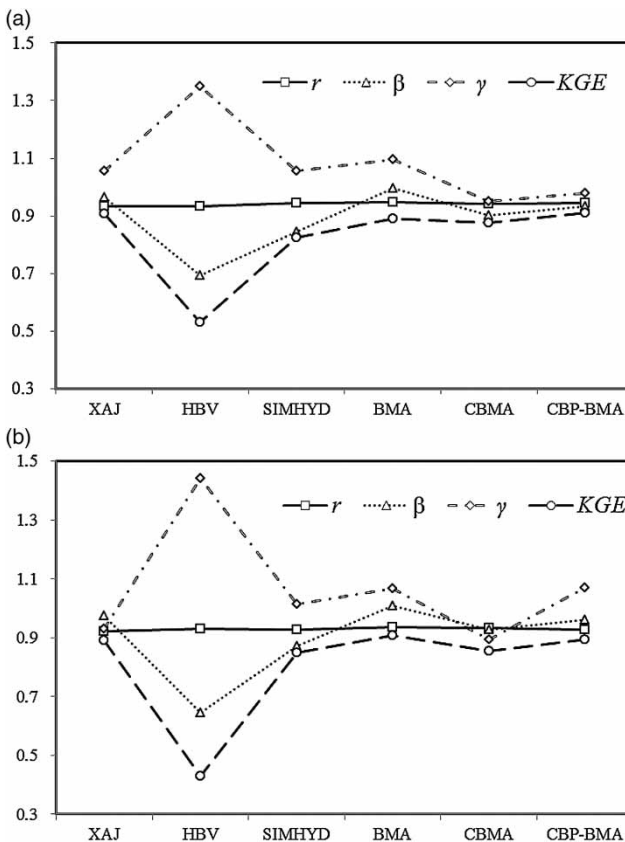 (a)
1.5
r β γ KGE
1.3
1.1
0.9
0.7
0.5
0.3
XAJ HBV SIMHYD BMA CBMA CBP-BMA
(b)
1.5
r β γ KGE
1.3
1.1
0.9
0.7
0.5
0.3
XAJ HBV SIMHYD BMA CBMA CBP-BMA